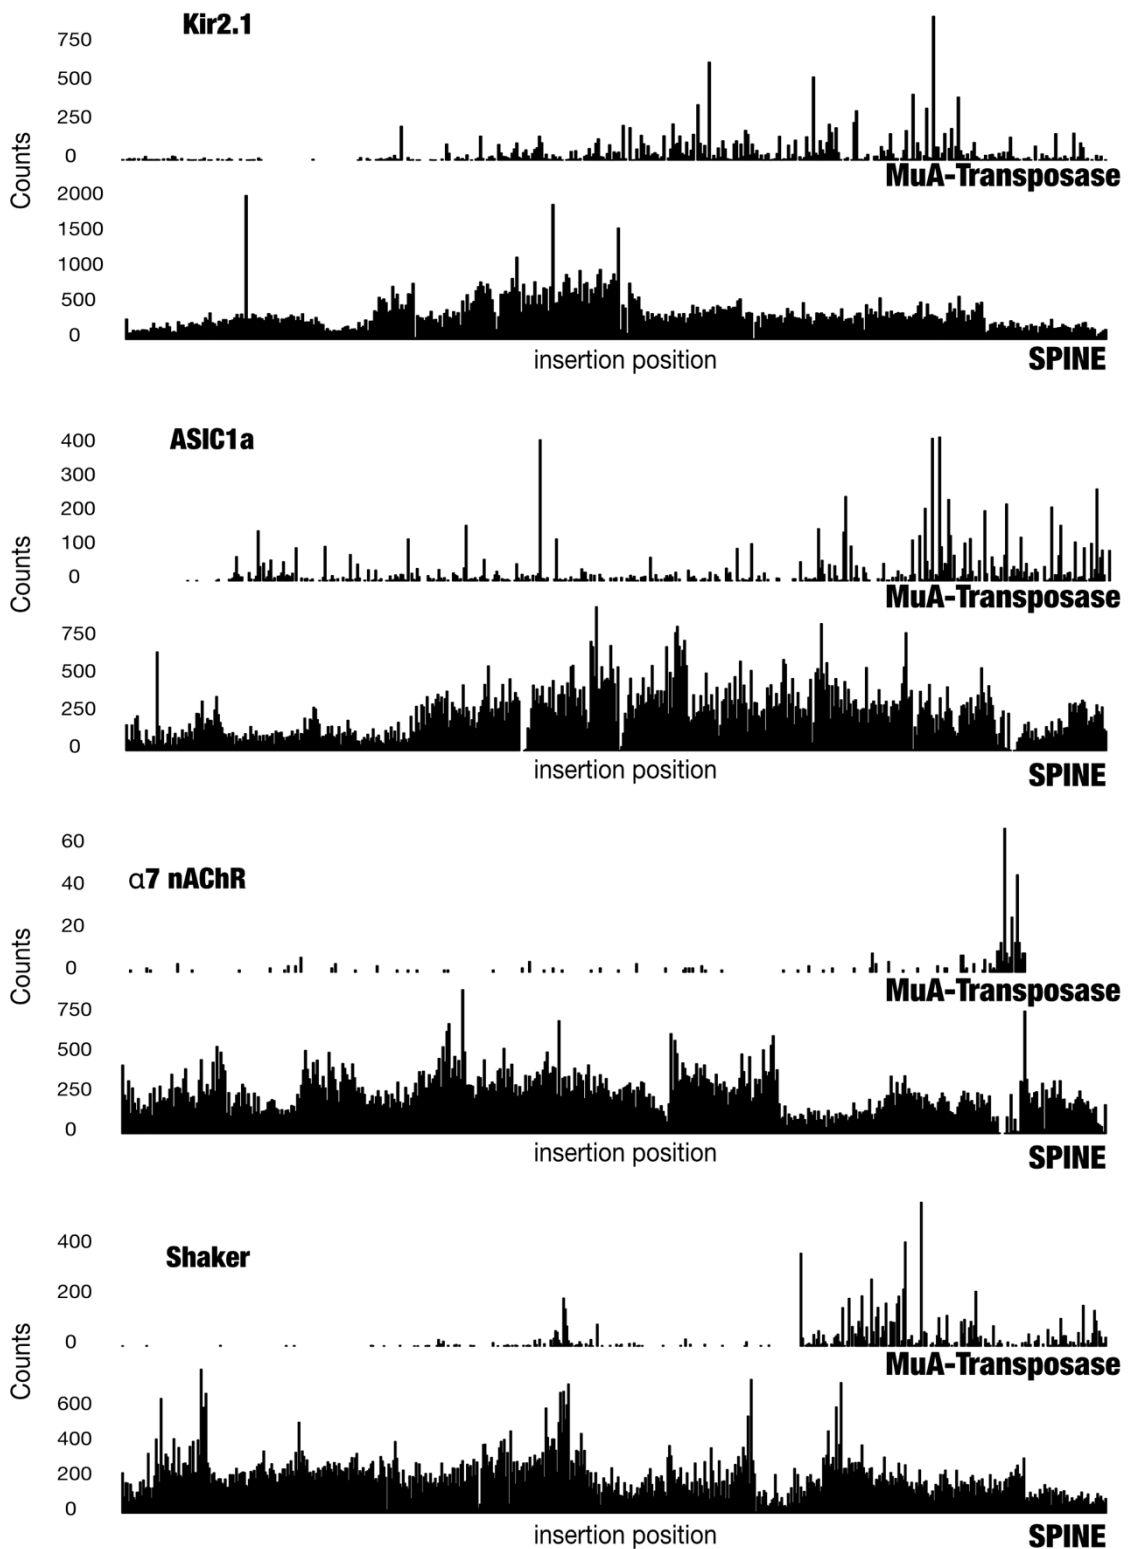 Kir2.1
750
500
250
0
Counts
MuA-Transposase
2000
1500
1000
500
0
insertion position
SPINE
ASIC1a
400
300
200
100
0
Counts
MuA-Transposase
750
500
250
0
insertion position
SPINE
α7 nAChR
60
40
20
0
Counts
MuA-Transposase
750
500
250
0
insertion position
SPINE
Shaker
400
200
0
Counts
MuA-Transposase
600
400
200
0
insertion position
SPINE